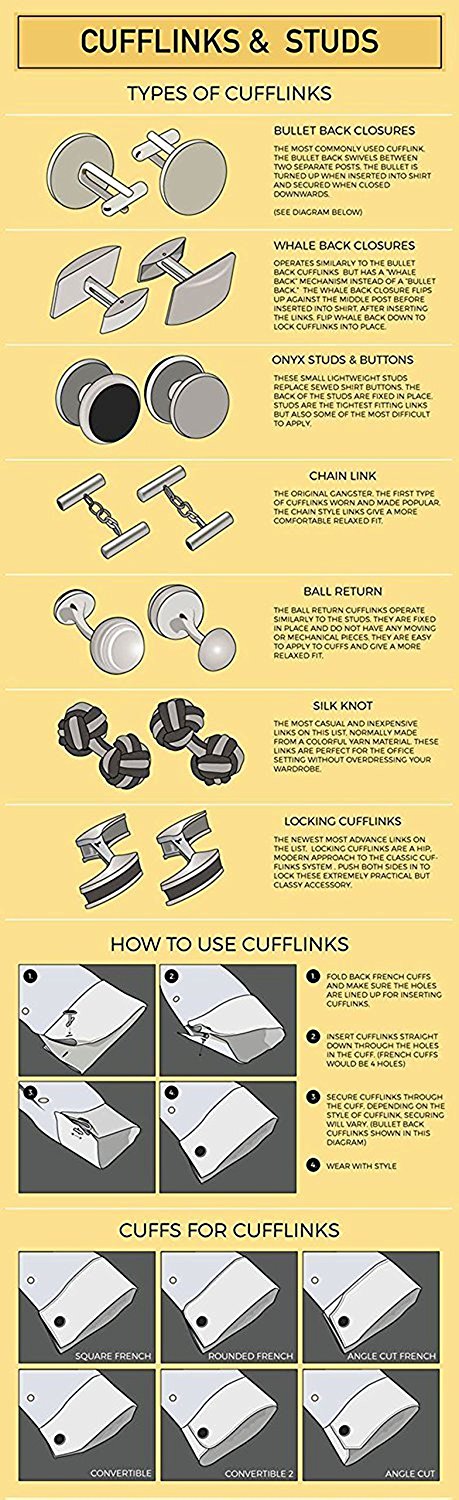 CUFFLINKS & STUDS
TYPES OF CUFFLINKS
BULLET BACK CLOSURES
THE MOST COMMONLY USED CUFFLINK.
THE BULLET BACK SWIVELS BETWEEN
TWO SEPARATE POSTS. THE BULLET IS
TURNED UP WHEN INSERTED INTO SHIRT
AND SECURED WHEN CLOSED
DOWNWARDS.
(SEE DIAGRAM BELOW)
WHALE BACK CLOSURES
OPERATES SIMILARLY TO THE BULLET
BACK CUFFLINKS BUT HAS A "WHALE
BACK" MECHANISM INSTEAD OF A "BULLET
BACK." THE WHALE BACK CLOSURE FLIPS
UP AGAINST THE MIDDLE POST BEFORE
INSERTED INTO SHIRT. AFTER INSERTING
THE LINKS, FLIP WHALE BACK DOWN TO
LOCK CUFFLINKS INTO PLACE.
ONYX STUDS & BUTTONS
THESE SMALL LIGHTWEIGHT STUDS
REPLACE SEWED SHIRT BUTTONS. THE
BACK OF THE STUDS ARE FIXED IN PLACE.
STUDS ARE THE TIGHTEST FITTING LINKS
BUT ALSO SOME OF THE MOST DIFFICULT
TO APPLY.
CHAIN LINK
THE ORIGINAL GANGSTER. THE FIRST TYPE
OF CUFFLINKS WORN AND MADE POPULAR.
THE CHAIN STYLE LINKS GIVE A MORE
COMFORTABLE RELAXED FIT.
BALL RETURN
THE BALL RETURN CUFFLINKS OPERATE
SIMILARLY TO THE STUDS. THEY ARE FIXED
IN PLACE AND DO NOT HAVE ANY MOVING
OR MECHANICAL PIECES. THEY ARE EASY
TO APPLY TO CUFFS AND GIVE A MORE
RELAXED FIT.
SILK KNOT
THE MOST CASUAL AND INEXPENSIVE
LINKS ON THIS LIST. NORMALLY MADE
FROM A COLORFUL YARN MATERIAL. THESE
LINKS ARE PERFECT FOR THE OFFICE
SETTING WITHOUT OVERDRESSING YOUR
WARDROBE.
LOCKING CUFFLINKS
THE NEWEST MOST ADVANCE LINKS ON
THE LIST. LOCKING CUFFLINKS ARE A HIP,
MODERN APPROACH TO THE CLASSIC CUF-
FLINKS SYSTEM. PUSH BOTH SIDES IN TO
LOCK THESE EXTREMELY PRACTICAL BUT
CLASSY ACCESSORY.
HOW TO USE CUFFLINKS
1.
2
3
4
1 FOLD BACK FRENCH CUFFS
AND MAKE SURE THE HOLES
ARE LINED UP FOR INSERTING
CUFFLINKS.
2 INSERT CUFFLINKS STRAIGHT
DOWN THROUGH THE HOLES
IN THE CUFF. (FRENCH CUFFS
WOULD BE 4 HOLES)
3 SECURE CUFFLINKS THROUGH
THE CUFF, DEPENDING ON THE
STYLE OF CUFFLINK, SECURING
WILL VARY. (BULLET BACK
CUFFLINKS SHOWN IN THIS
DIAGRAM)
4 WEAR WITH STYLE
CUFFS FOR CUFFLINKS
SQUARE FRENCH
ROUNDED FRENCH
ANGLE CUT FRENCH
CONVERTIBLE
CONVERTIBLE 2
ANGLE CUT